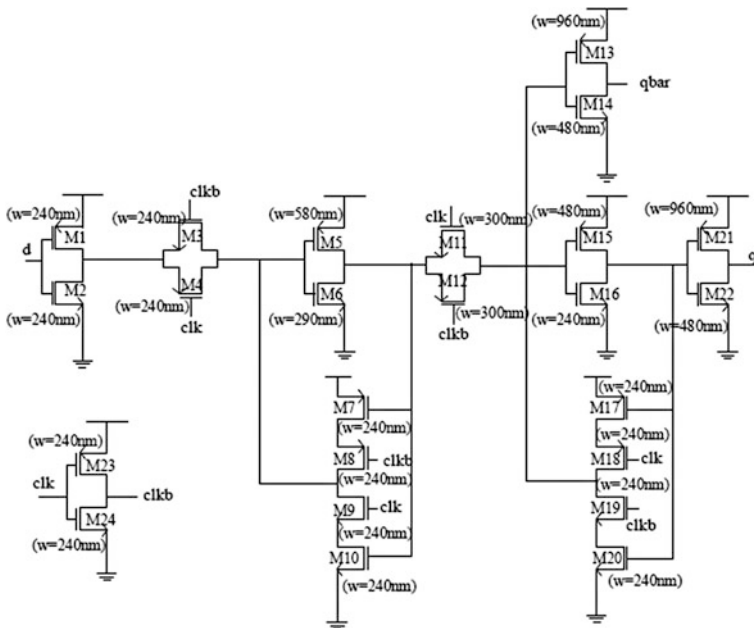 (w=960nm)
M13
qbar
M14
(w=480nm)
clkb
(w=240nm)
M1
d
M2
(w=240nm)
(w=240nm)
M3
M4
(w=240nm)
clk
(w=580nm)
M5
M6
(w=290nm)
clk
(w=300nm)
M11
M12
(w=300nm)
clkb
(w=480nm)
M15
M16
(w=240nm)
(w=960nm)
M21
q
M22
(w=480nm)
M7
(w=240nm)
M8
clkb
(w=240nm)
M9
clk
(w=240nm)
M10
(w=240nm)
(w=240nm)
M17
(w=240nm)
M18
clk
(w=240nm)
M19
clkb
M20
(w=240nm)
(w=240nm)
M23
clk
clkb
M24
(w=240nm)